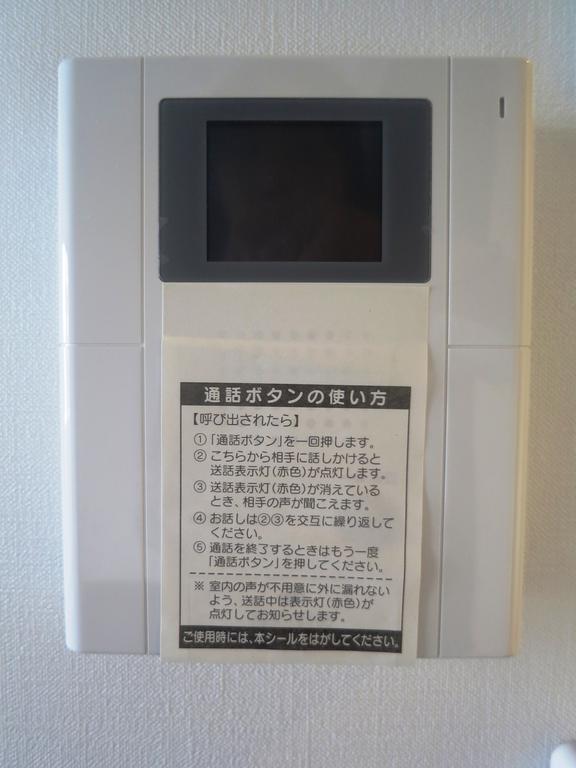 通話ボタンの使い方
【呼び出されたら】
①「通話ボタン」を一回押します。
② こちらから相手に話しかけると
送話表示灯(赤色)が点灯します。
③ 送話表示灯(赤色)が消えている
とき、相手の声が聞こえます。
④ お話しは②③を交互に繰り返して
ください。
⑤ 通話を終了するときはもう一度
「通話ボタン」を押してください。
※ 室内の声が不用意に外に漏れない
よう、送話中は表示灯(赤色)が
点灯してお知らせします。
ご使用時には、本シールをはがしてください。